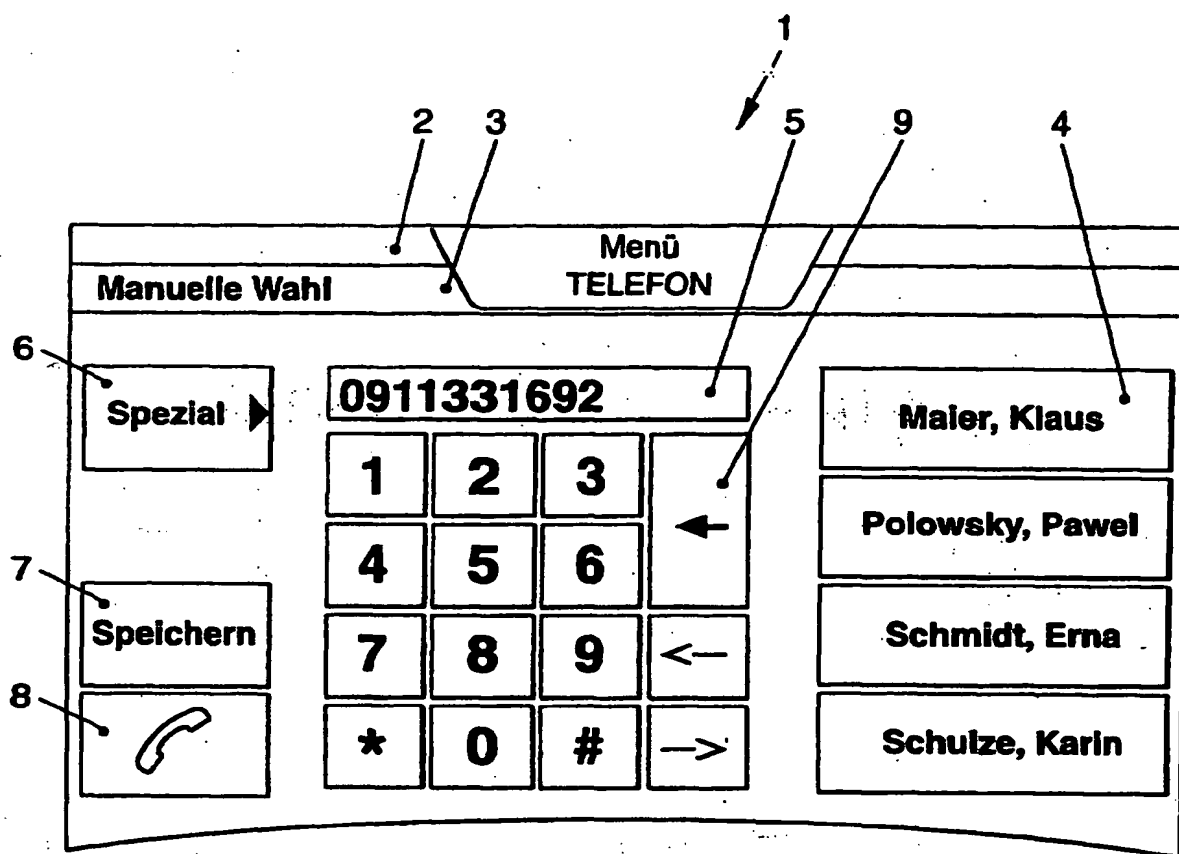 1
2 3 5 9 4
Menü
TELEFON
Manuelle Wahl
6
Spezial
0911331692
Maier, Klaus
1 2 3
Polowsky, Pawel
4 5 6
7
Speichern
7 8 9
Schmidt, Erna
8
* 0 #
Schulze, Karin